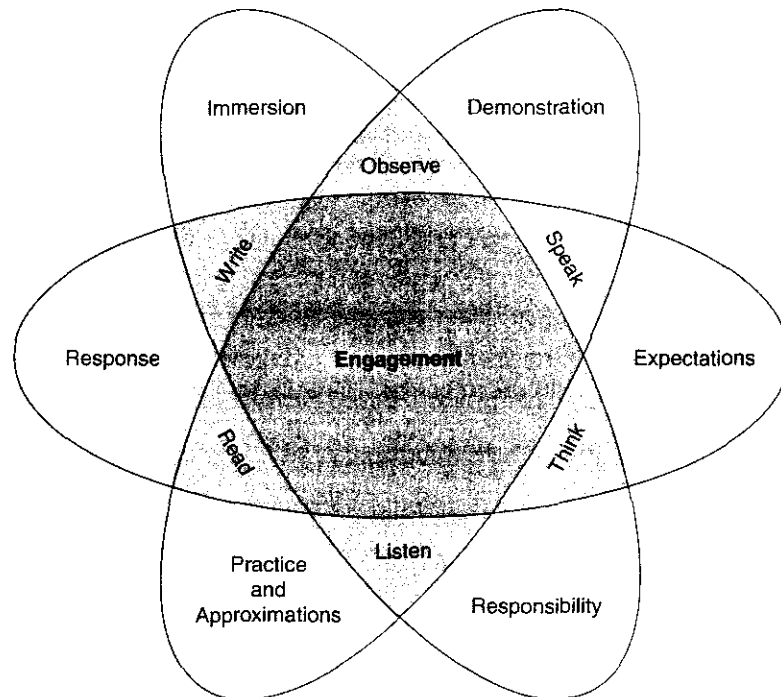 Immersion
Demonstration
Observe
Write
Speak
Response
Engagement
Expectations
Read
Think
Listen
Practice
and
Approximations
Responsibility